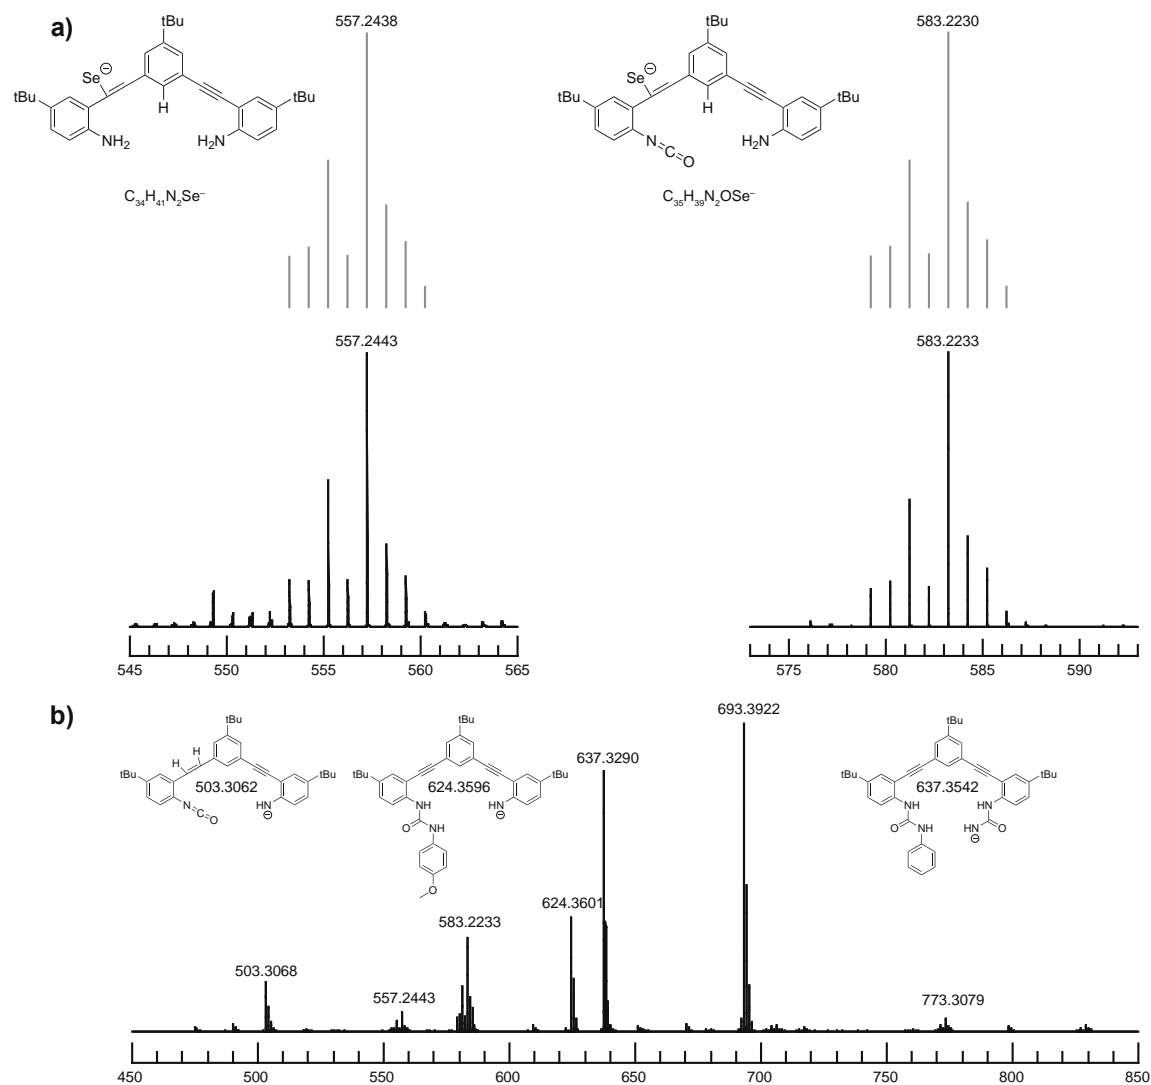 a)
557.2438
583.2230
tBu
tBu
Se⊖
Se⊖
tBu
tBu
tBu
tBu
H
H
NH₂
H₂N
N
C
O
H₂N
C₃₄H₄₁N₂Se⁻
C₃₅H₃₉N₂OSe⁻
557.2443
583.2233
545
550
555
560
565
575
580
585
590
b)
693.3922
tBu
tBu
tBu
637.3290
H
H
tBu
tBu
tBu
tBu
tBu
tBu
503.3062
624.3596
637.3542
N
C
O
HN
⊖
NH
O
NH
HN
⊖
NH
O
NH
HN
O
HN
⊖
O
624.3601
583.2233
503.3068
557.2443
773.3079
450
500
550
600
650
700
750
800
850